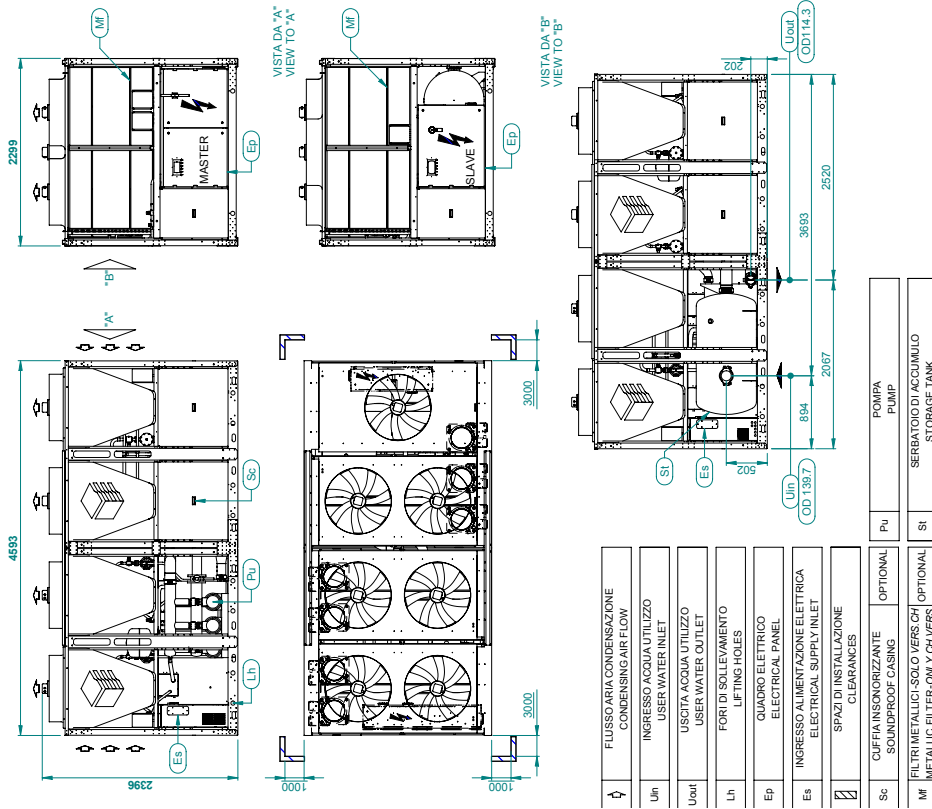 2299
Mf
MASTER
Ep
VISTA DA "A"
VIEW TO "A"
Mf
SLAVE
Ep
VISTA DA "B"
VIEW TO "B"
"B"
"A"
4593
2396
Es
Lh
Pu
Sc
3000
3000
1000
1000
Uout
OD114.3
202
2520
3693
2067
894
502
St
Es
Uin
OD 139.7
FLUSSO ARIA CONDENSAZIONE
CONDENSING AIR FLOW
Uin
INGRESSO ACQUA UTILIZZO
USER WATER INLET
Uout
USCITA ACQUA UTILIZZO
USER WATER OUTLET
Lh
FORI DI SOLLEVAMENTO
LIFTING HOLES
Ep
QUADRO ELETTRICO
ELECTRICAL PANEL
Es
INGRESSO ALIMENTAZIONE ELETTRICA
ELECTRICAL SUPPLY INLET
SPAZI DI INSTALLAZIONE
CLEARANCES
Sc
CUFFIA INSONORIZZANTE
SOUNDPROOF CASING
OPTIONAL
Pu
POMPA
PUMP
Mf
FILTRI METALLICI-SOLO VERS.CH
METALLIC FILTER-ONLY CH VERS.
OPTIONAL
St
SERBATOIO DI ACCUMULO
STORAGE TANK